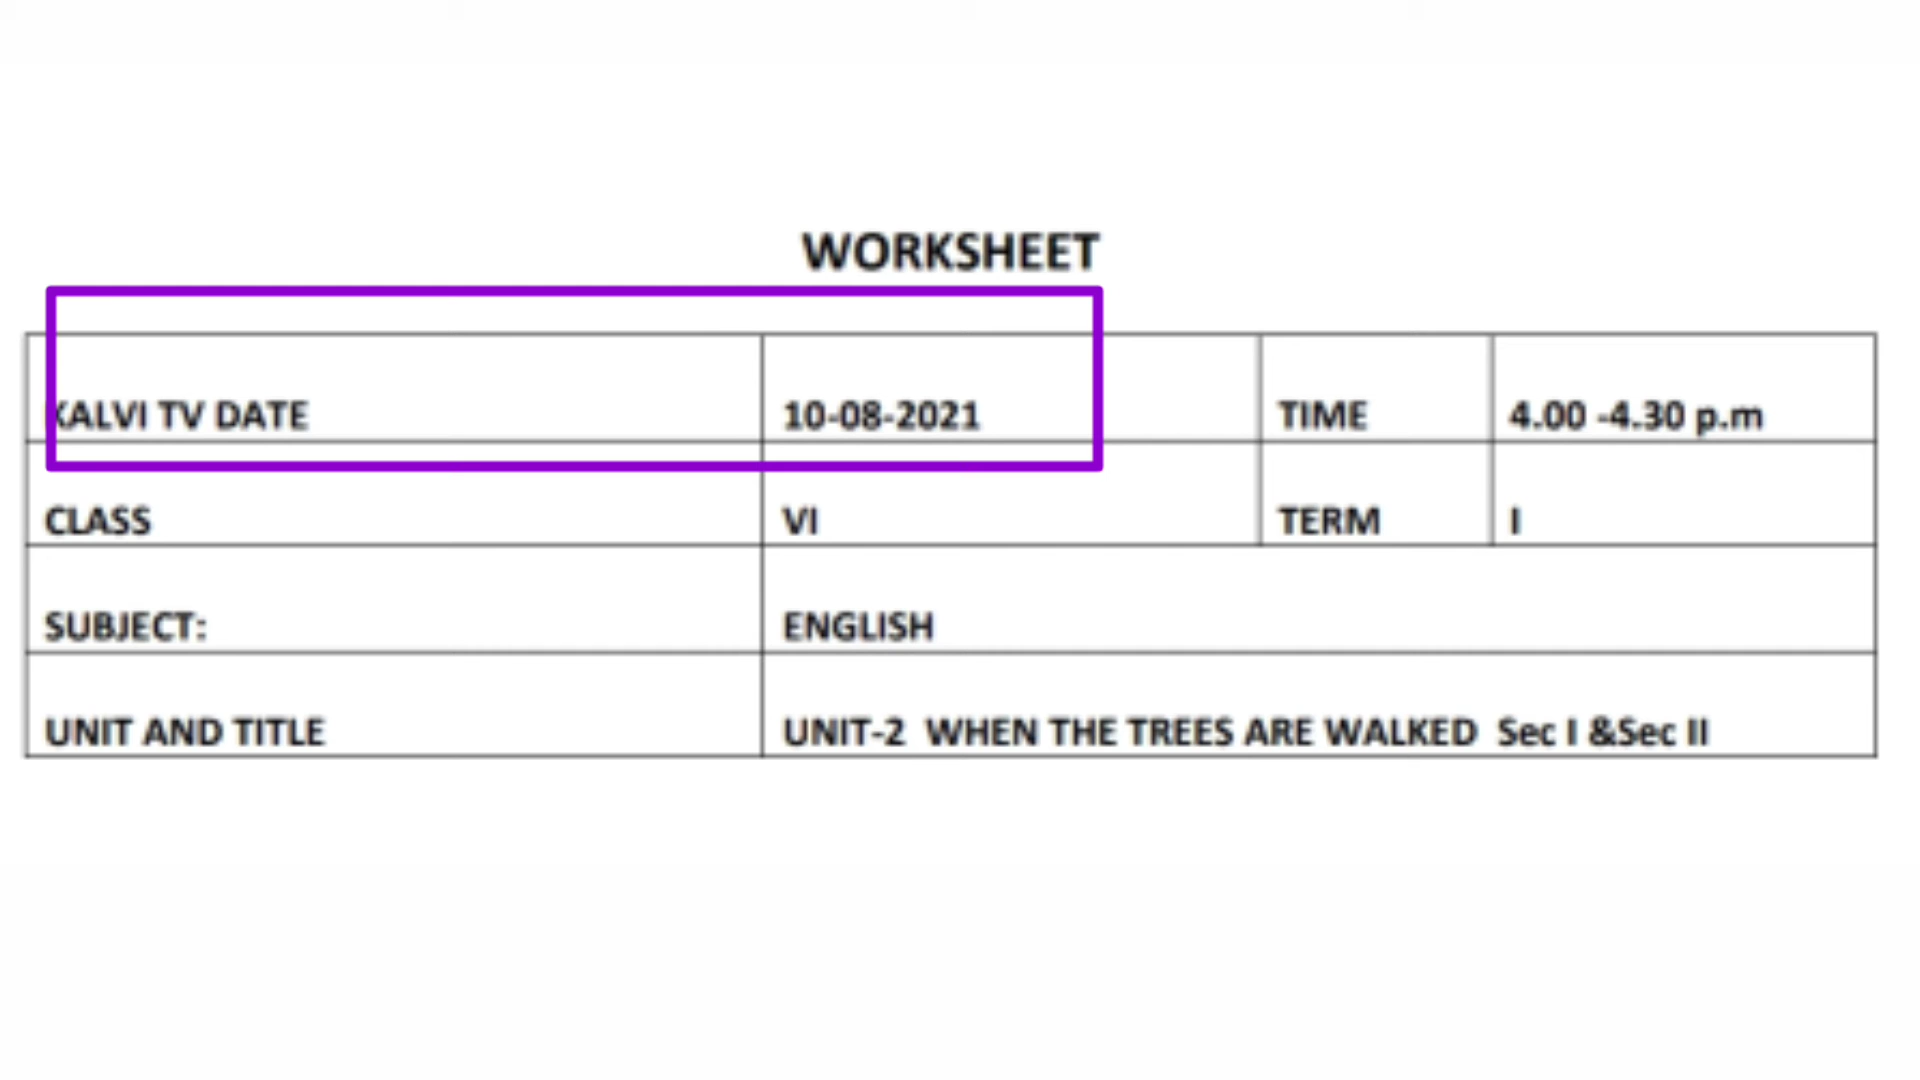 WORKSHEET
KALVI TV DATE 10-08-2021 TIME 4.00 -4.30 p.m
CLASS VI TERM I
SUBJECT: ENGLISH
UNIT AND TITLE UNIT-2 WHEN THE TREES ARE WALKED Sec I &Sec II